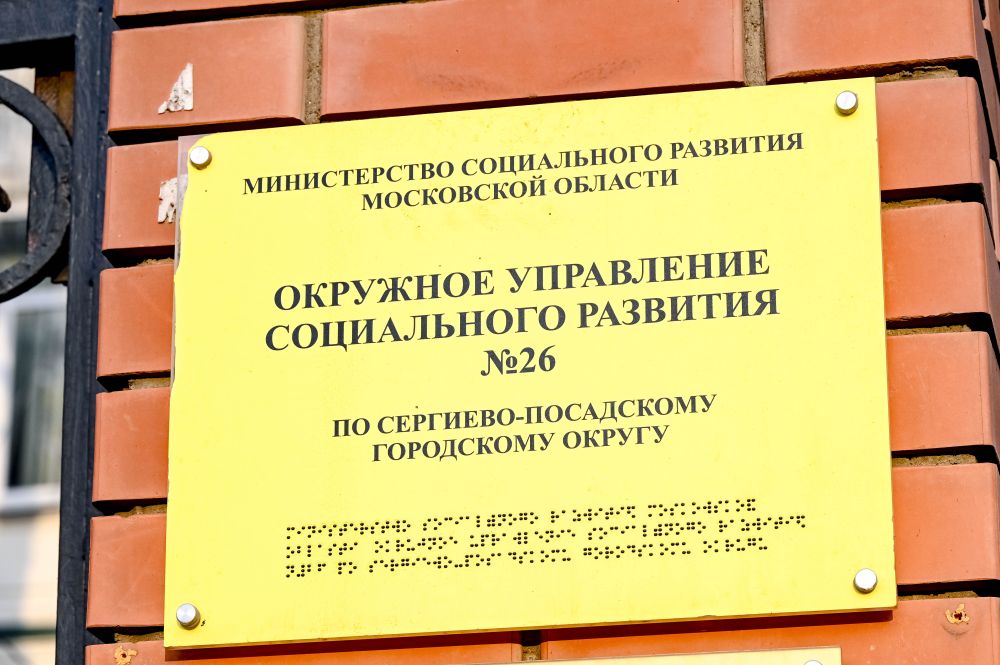 МИНИСТЕРСТВО СОЦИАЛЬНОГО РАЗВИТИЯ
МОСКОВСКОЙ ОБЛАСТИ
ОКРУЖНОЕ УПРАВЛЕНИЕ
СОЦИАЛЬНОГО РАЗВИТИЯ
№26
ПО СЕРГИЕВО-ПОСАДСКОМУ
ГОРОДСКОМУ ОКРУГУ